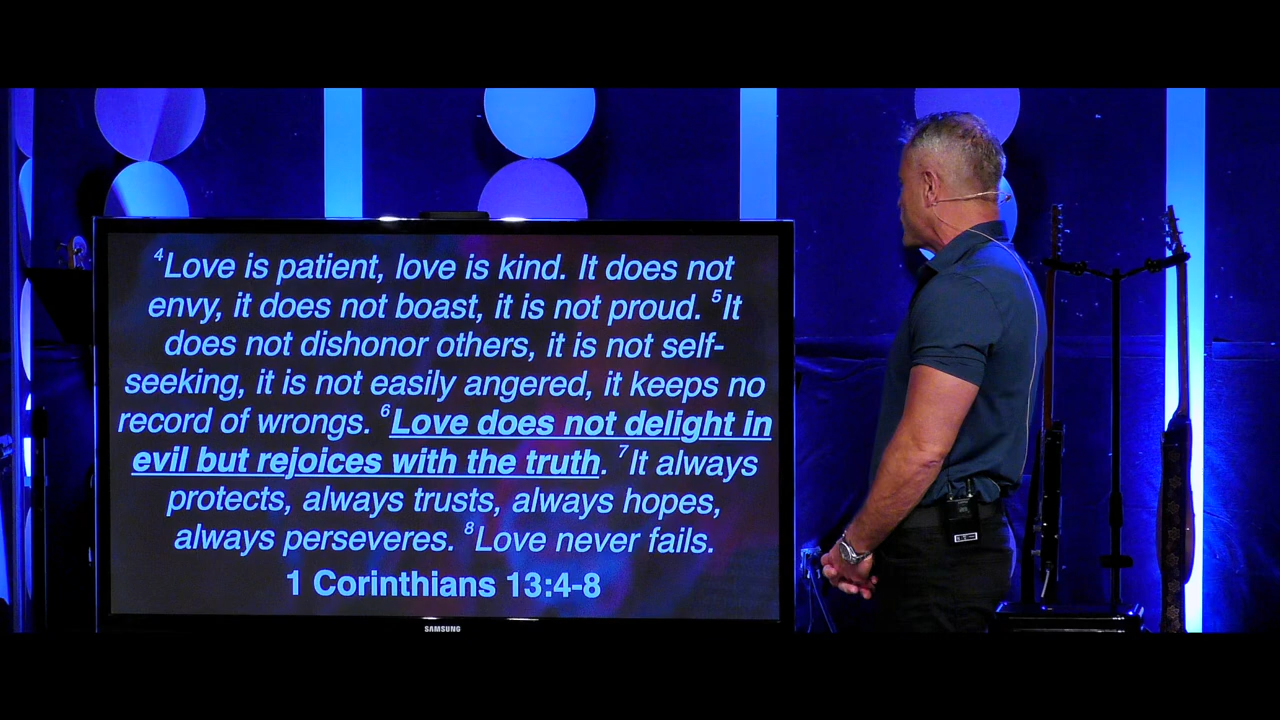 ⁴Love is patient, love is kind. It does not
envy, it does not boast, it is not proud. ⁵It
does not dishonor others, it is not self-
seeking, it is not easily angered, it keeps no
record of wrongs. ⁶Love does not delight in
evil but rejoices with the truth. ⁷It always
protects, always trusts, always hopes,
always perseveres. ⁸Love never fails.
1 Corinthians 13:4-8
SAMSUNG